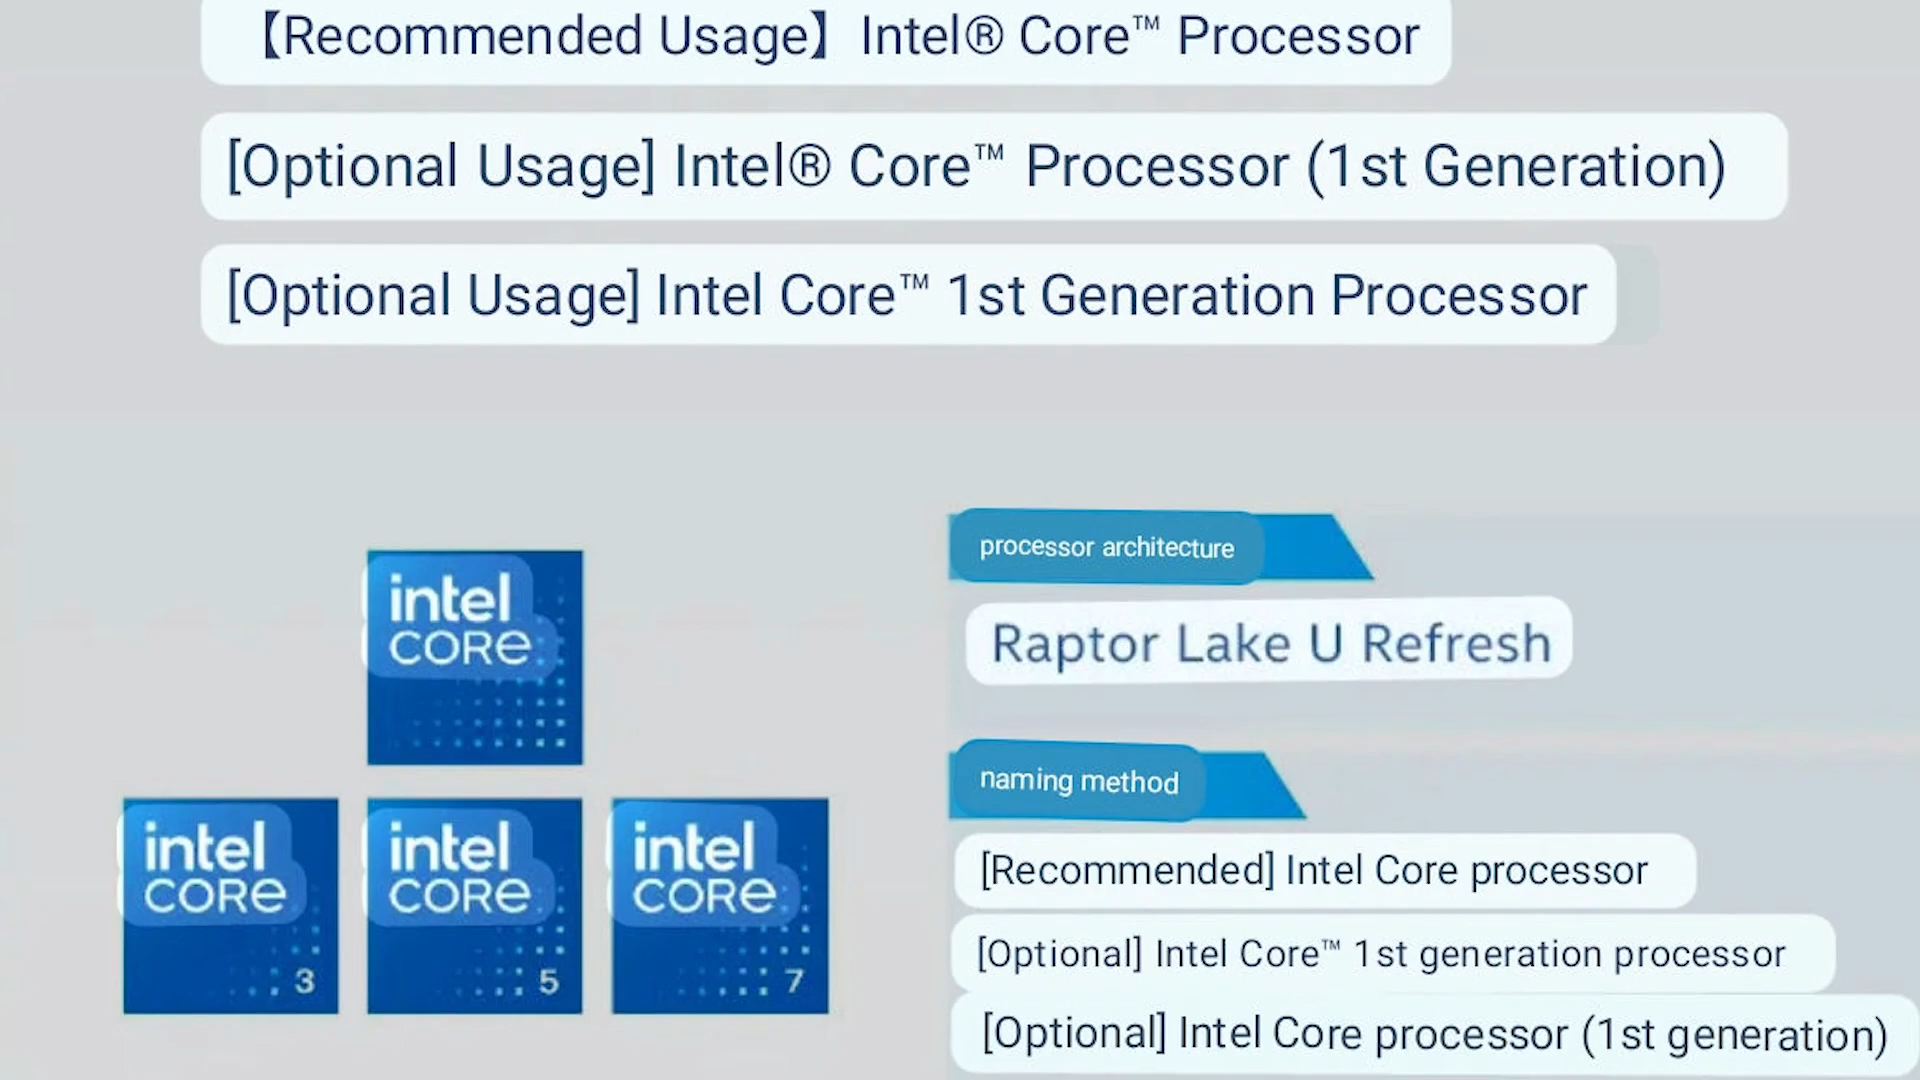 【Recommended Usage】 Intel® Core™ Processor
[Optional Usage] Intel® Core™ Processor (1st Generation)
[Optional Usage] Intel Core™ 1st Generation Processor
intel
CORE
intel
CORE
3
intel
CORE
5
intel
CORE
7
processor architecture
Raptor Lake U Refresh
naming method
[Recommended] Intel Core processor
[Optional] Intel Core™ 1st generation processor
[Optional] Intel Core processor (1st generation)